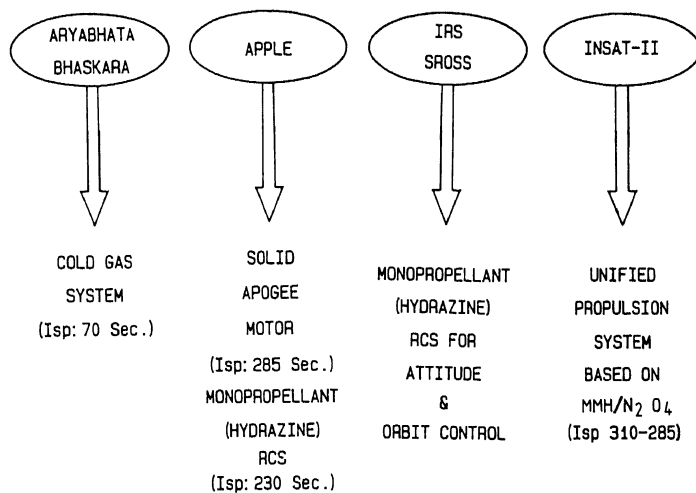 ARYABHATA
BHASKARA
COLD GAS
SYSTEM
(Isp: 70 Sec.)
APPLE
SOLID
APOGEE
MOTOR
(Isp: 285 Sec.)
MONOPROPELLANT
(HYDRAZINE)
RCS
(Isp: 230 Sec.)
IRS
SROSS
MONOPROPELLANT
(HYDRAZINE)
RCS FOR
ATTITUDE
&
ORBIT CONTROL
INSAT-II
UNIFIED
PROPULSION
SYSTEM
BASED ON
MMH/N₂ O₄
(Isp 310-285)